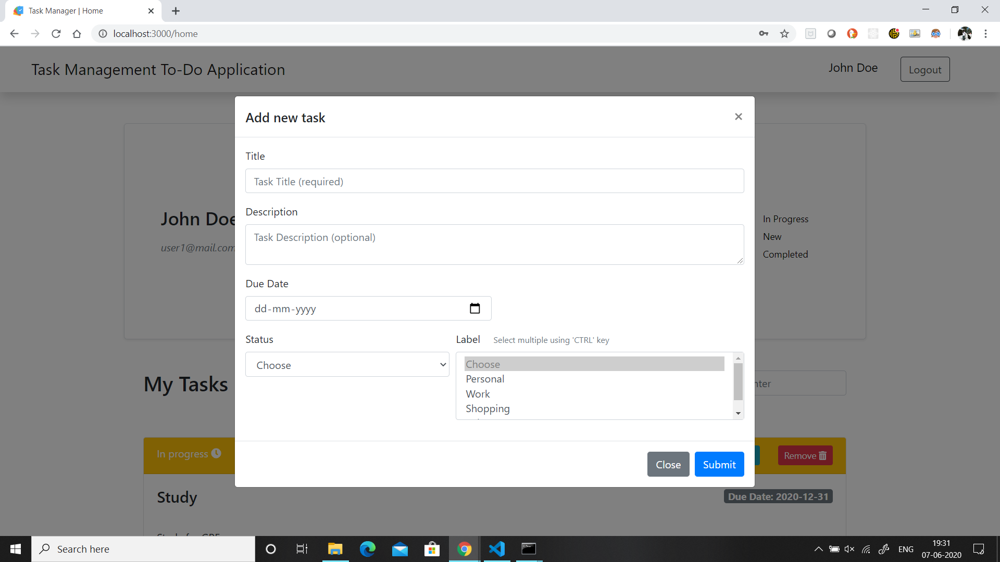 Task Manager | Home
localhost:3000/home
Task Management To-Do Application
John Doe
Logout
Add new task
×
Title
Task Title (required)
Description
Task Description (optional)
Due Date
dd-mm-yyyy
Status
Label Select multiple using 'CTRL' key
Choose
Choose
Personal
Work
Shopping
Close
Submit
John Doe
user1@mail.com
In Progress
New
Completed
My Tasks
In progress
Remove
Study
Due Date: 2020-12-31
Search here
ENG
19:31
07-06-2020